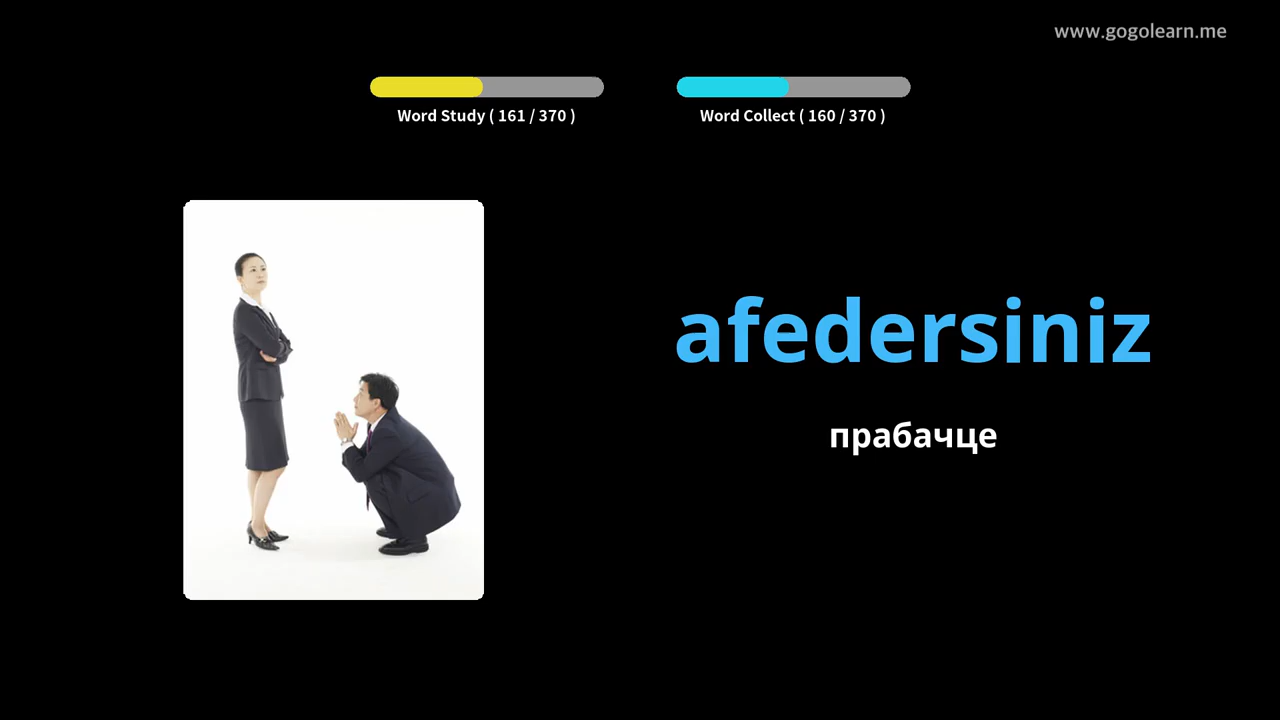 www.gogolearn.me
Word Study ( 161 / 370 )
Word Collect ( 160 / 370 )
afedersiniz
прабачце